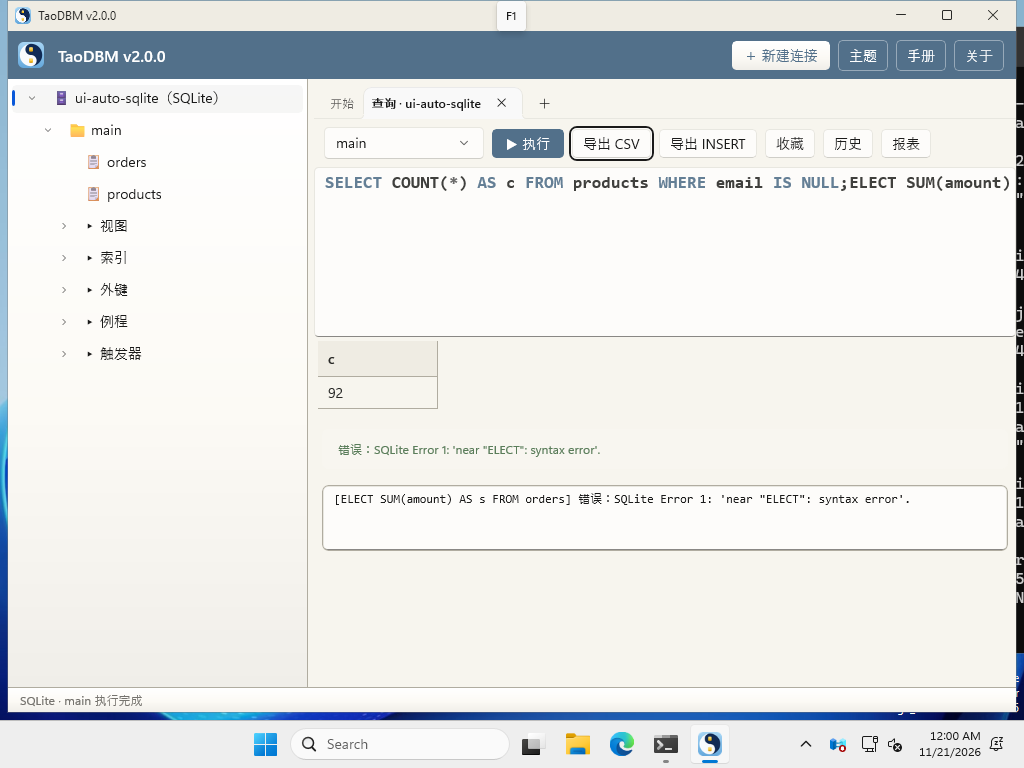 TaoDBM v2.0.0
F1
TaoDBM v2.0.0
+ 新建连接
主题
手册
关于
ui-auto-sqlite（SQLite）
main
orders
products
视图
索引
外键
例程
触发器
开始
查询 · ui-auto-sqlite
main
执行
导出 CSV
导出 INSERT
收藏
历史
报表
SELECT COUNT(*) AS c FROM products WHERE email IS NULL;ELECT SUM(amount)
c
92
错误：SQLite Error 1: 'near "ELECT": syntax error'.
[ELECT SUM(amount) AS s FROM orders] 错误：SQLite Error 1: 'near "ELECT": syntax error'.
SQLite · main 执行完成
Search
12:00 AM
11/21/2026